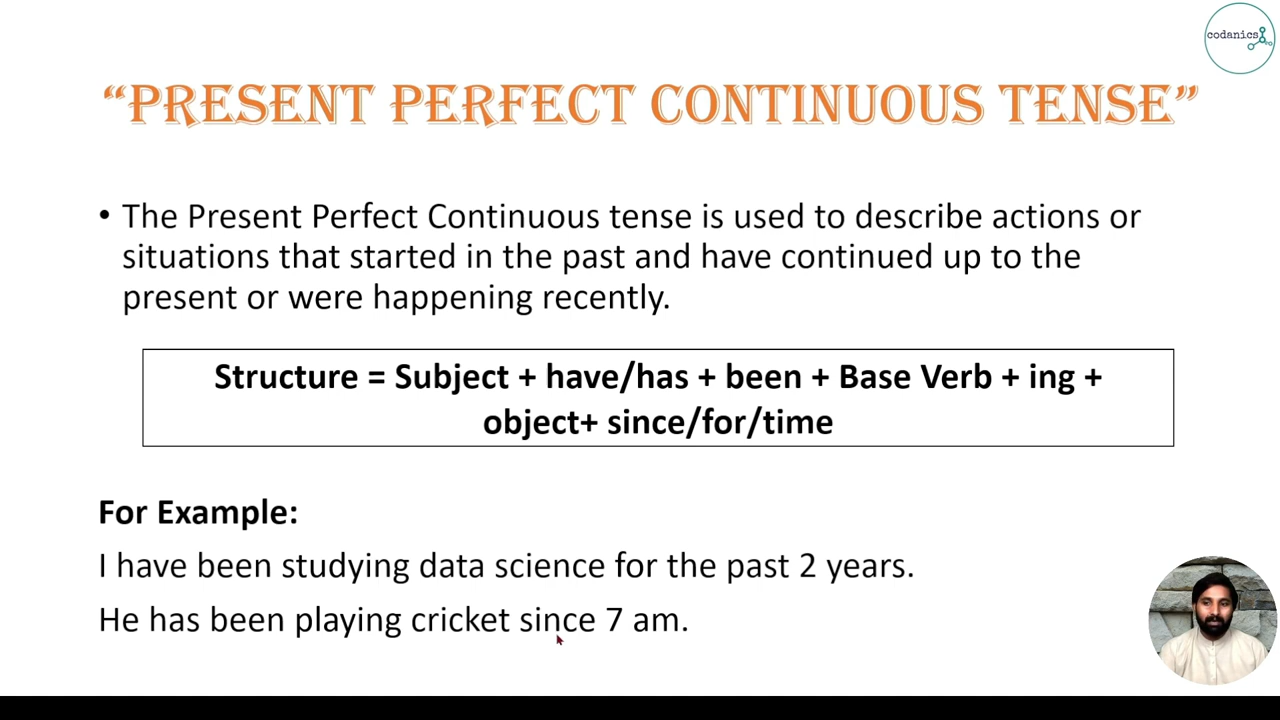 codanics
“PRESENT PERFECT CONTINUOUS TENSE”
• The Present Perfect Continuous tense is used to describe actions or
situations that started in the past and have continued up to the
present or were happening recently.
Structure = Subject + have/has + been + Base Verb + ing +
object+ since/for/time
For Example:
I have been studying data science for the past 2 years.
He has been playing cricket since 7 am.